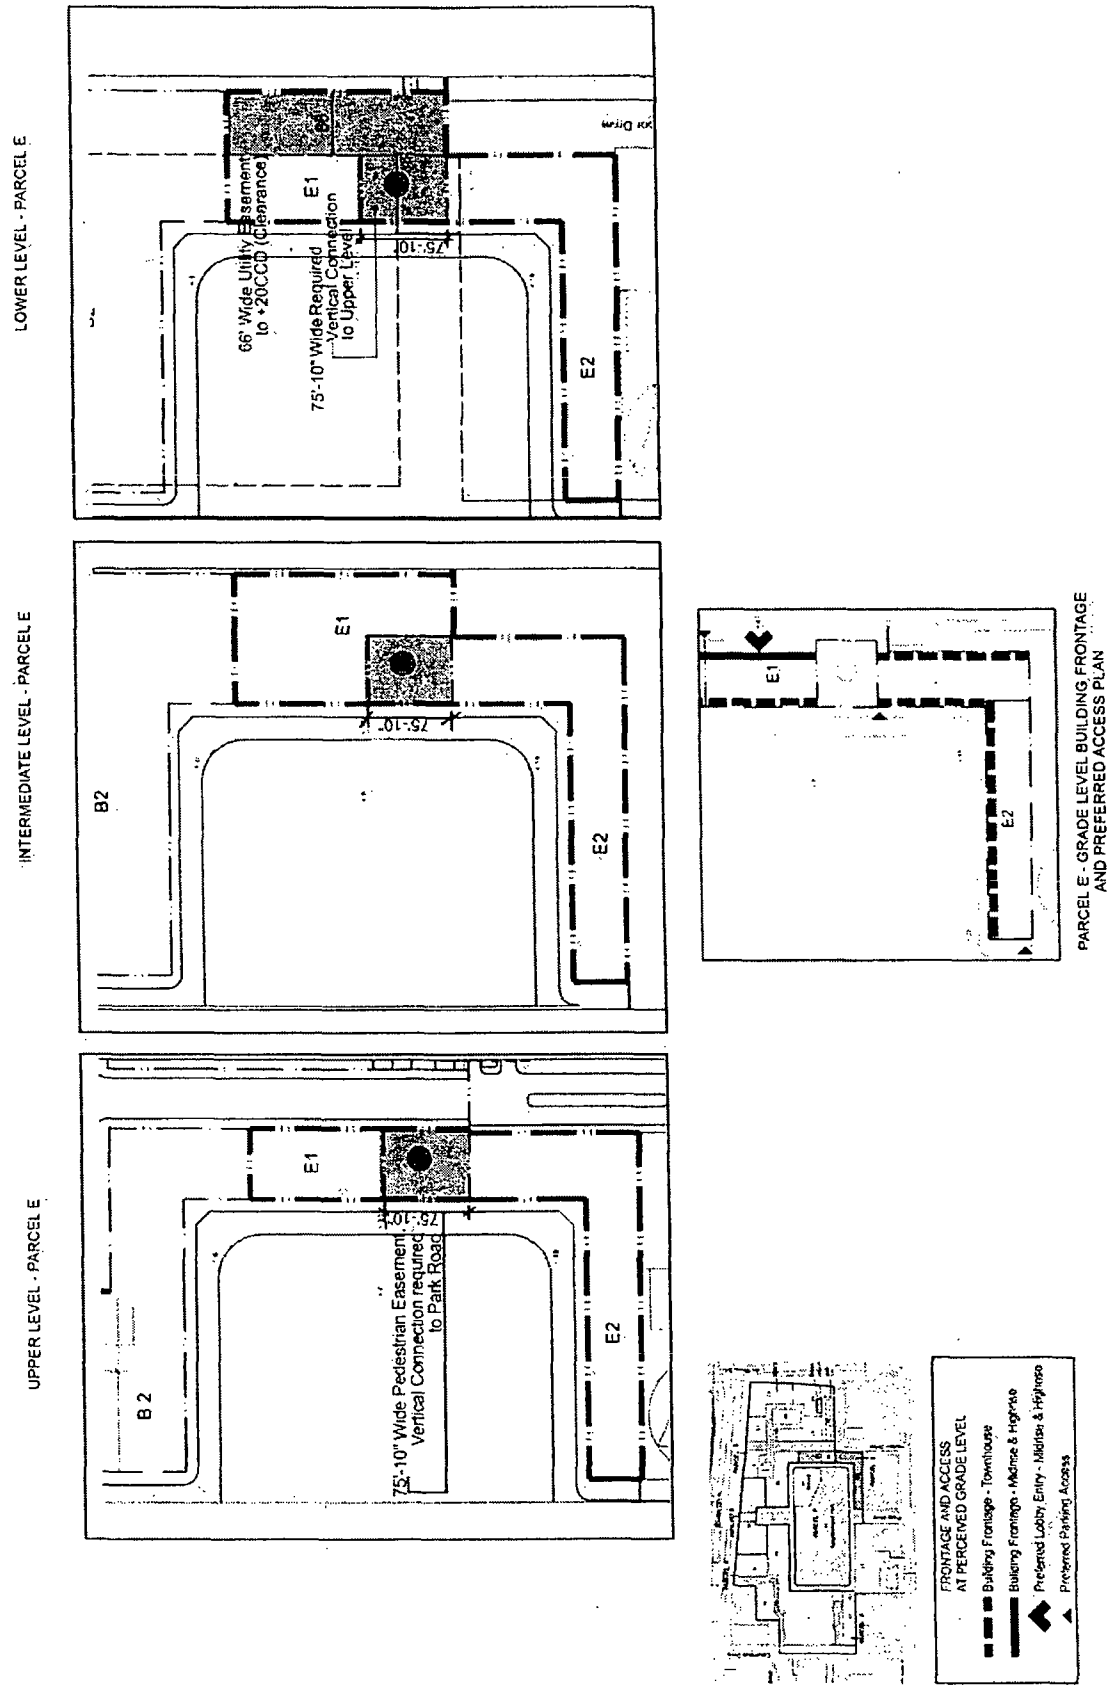 UPPER LEVEL - PARCEL E
B 2
E1
75'-10"
75'-10" Wide Pedestrian Easement,
Vertical Connection required
to Park Road
E2
INTERMEDIATE LEVEL - PARCEL E
B2
E1
75'-10"
E2
LOWER LEVEL - PARCEL E
E1
66'
66' Wide Utility Easement
to +20CCD (Clearance)
75'-10" Wide Required
Vertical Connection
to Upper Level
75'-10"
E2
FRONTAGE AND ACCESS
AT PERCEIVED GRADE LEVEL
Building Frontage - Townhouse
Building Frontage - Midrise & Highrise
Preferred Lobby Entry - Midrise & Highrise
Preferred Parking Access
E1
E2
PARCEL E - GRADE LEVEL BUILDING FRONTAGE
AND PREFERRED ACCESS PLAN